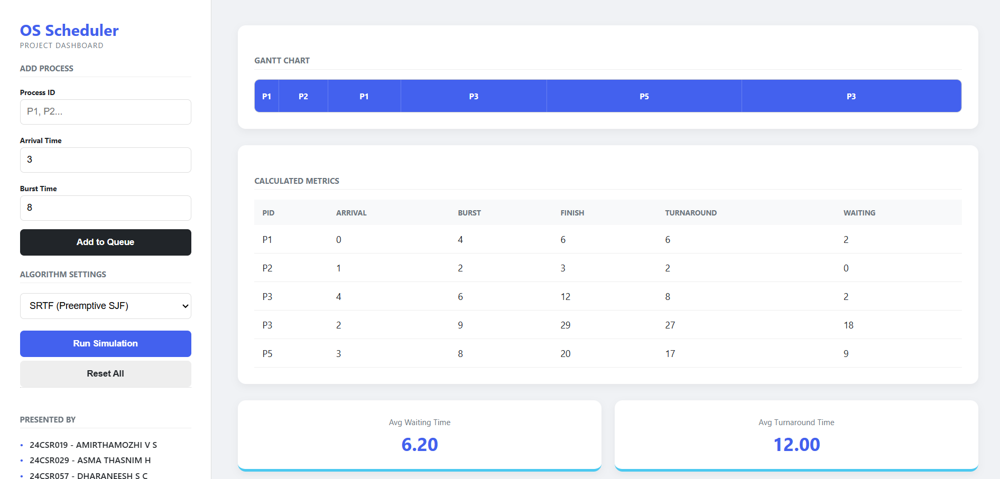 OS Scheduler
PROJECT DASHBOARD
ADD PROCESS
Process ID
P1, P2...
Arrival Time
3
Burst Time
8
Add to Queue
ALGORITHM SETTINGS
SRTF (Preemptive SJF)
Run Simulation
Reset All
PRESENTED BY
• 24CSR019 - AMIRTHAMOZHI V S
• 24CSR029 - ASMA THASNIM H
• 24CSR057 - DHARANEESH S C
GANTT CHART
P1 P2 P1 P3 P5 P3
CALCULATED METRICS
PID ARRIVAL BURST FINISH TURNAROUND WAITING
P1 0 4 6 6 2
P2 1 2 3 2 0
P3 4 6 12 8 2
P3 2 9 29 27 18
P5 3 8 20 17 9
Avg Waiting Time
6.20
Avg Turnaround Time
12.00